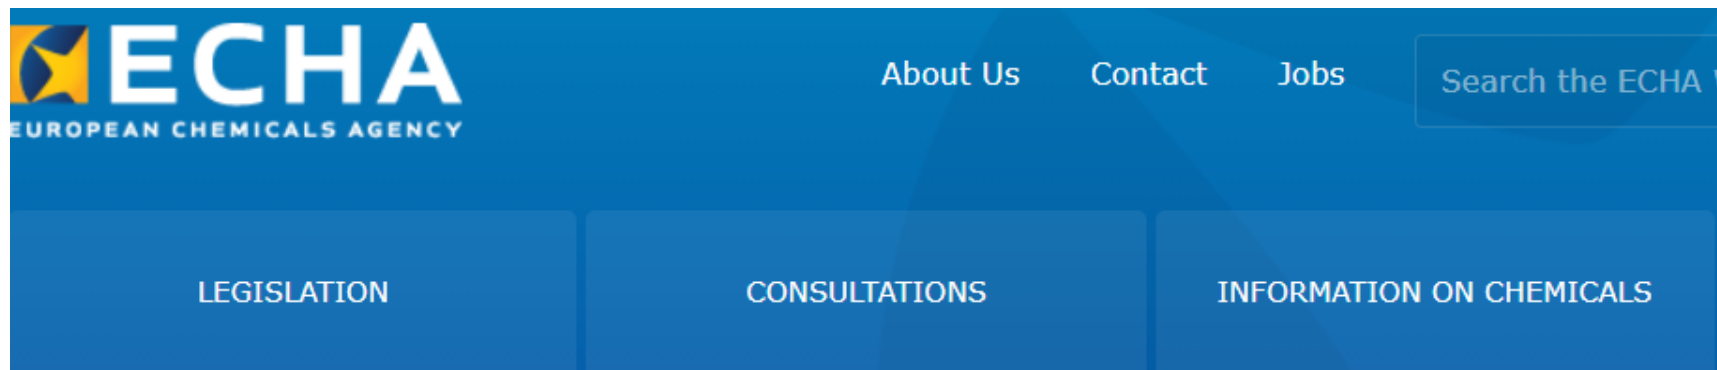 ECHA
EUROPEAN CHEMICALS AGENCY
About Us Contact Jobs Search the ECHA
LEGISLATION CONSULTATIONS INFORMATION ON CHEMICALS